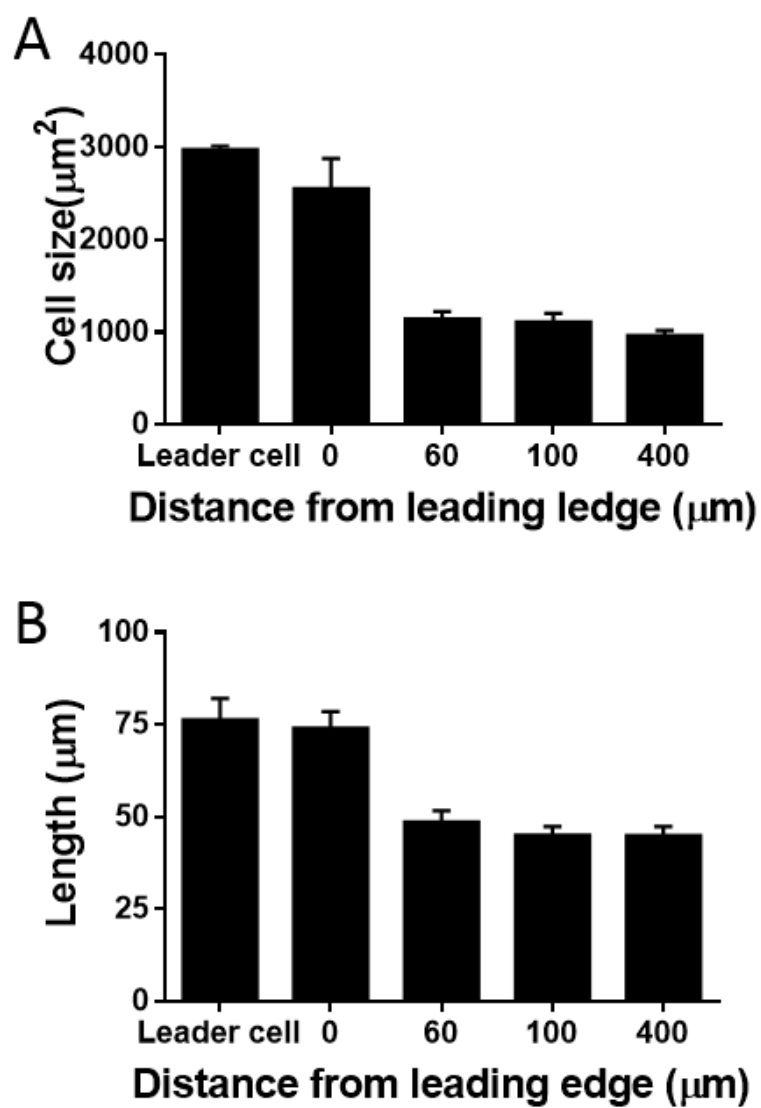 A
4000
3000
2000
1000
0
Cell size(μm²)
Leader cell 0 60 100 400
Distance from leading ledge (μm)
B
100
75
50
25
0
Length (μm)
Leader cell 0 60 100 400
Distance from leading edge (μm)